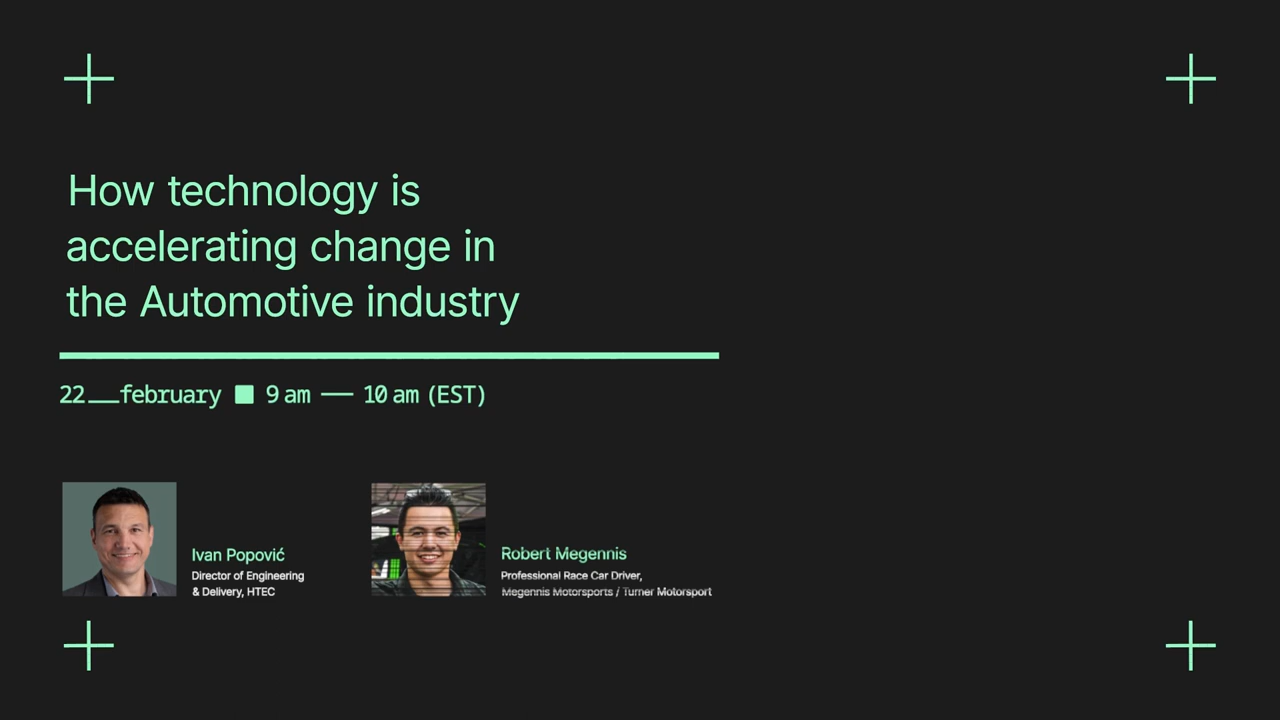 How technology is
accelerating change in
the Automotive industry
22__february ■ 9 am — 10 am (EST)
Ivan Popović
Director of Engineering
& Delivery, HTEC
Robert Megennis
Professional Race Car Driver,
Megennis Motorsports / Turner Motorsport